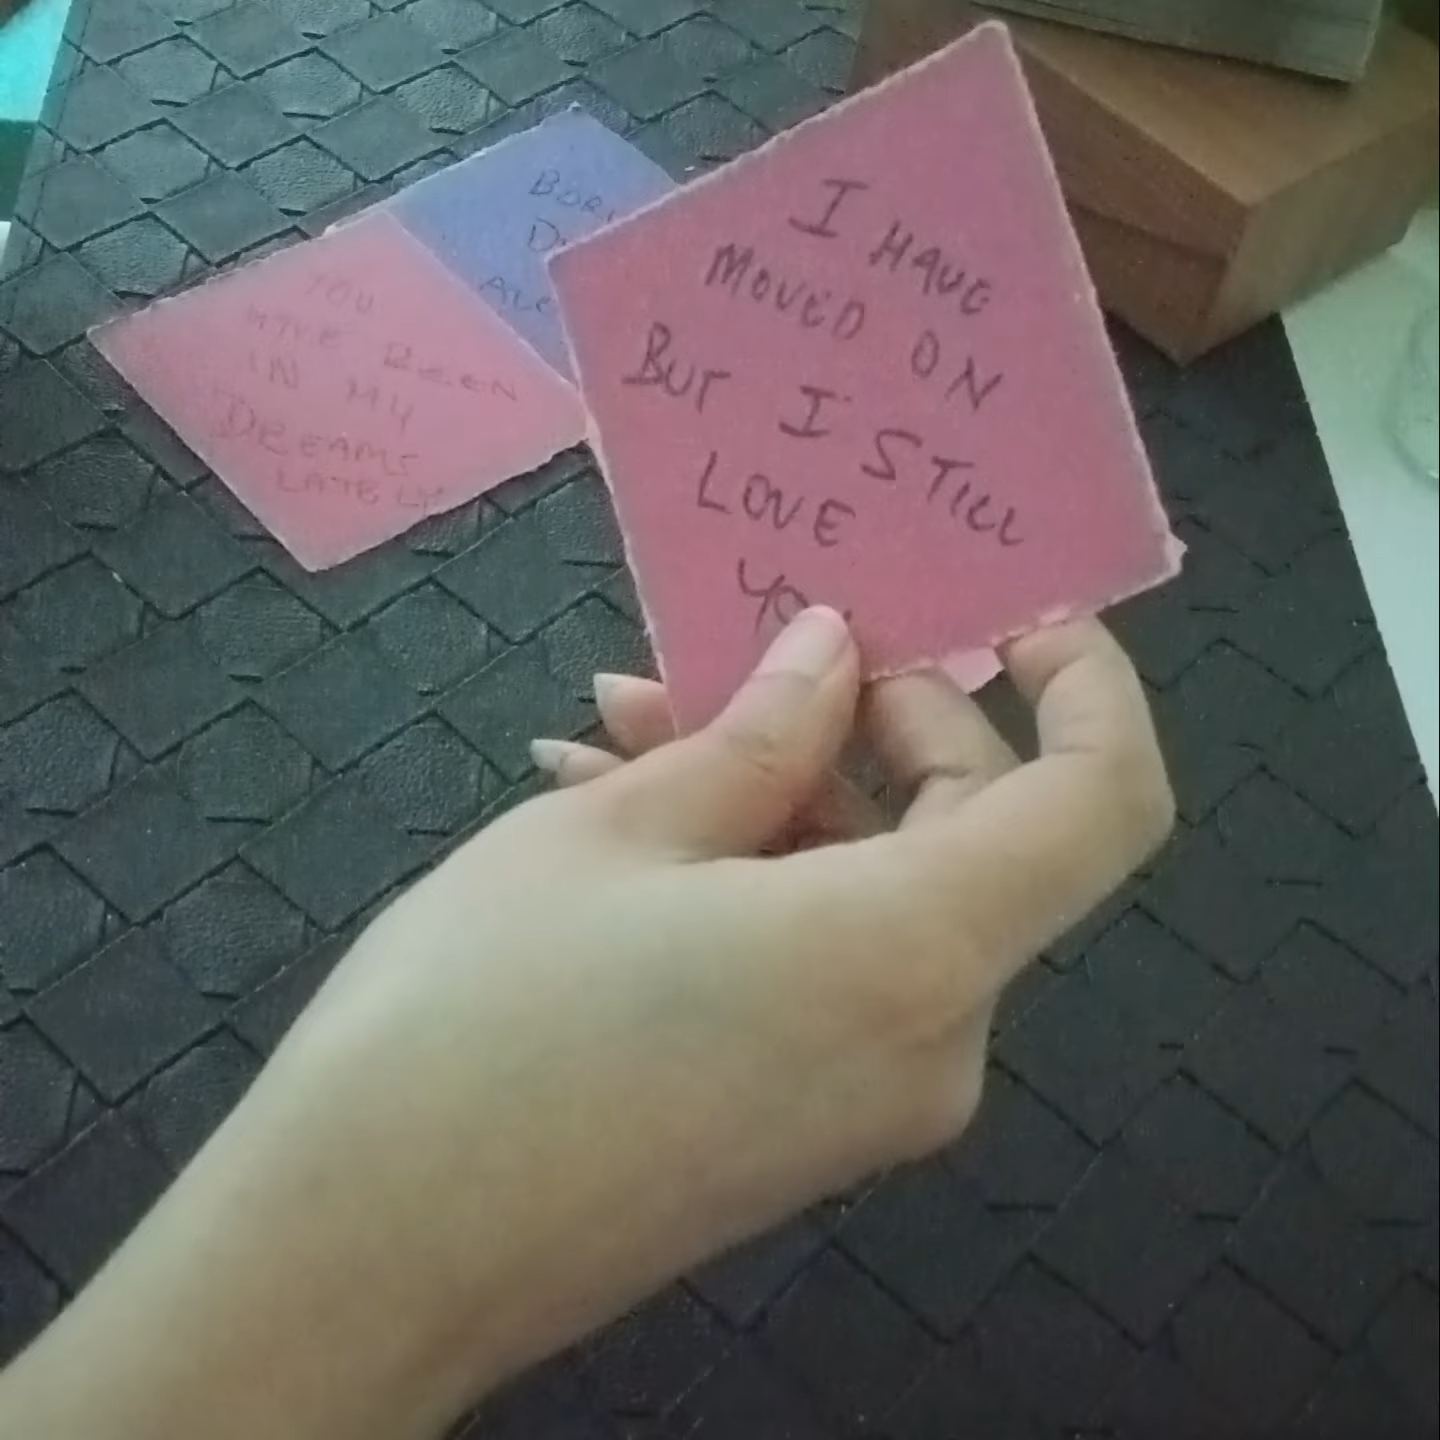 I HAVE
MOVED ON
BUT I STILL
LOVE
YOU
YOU
HAVE BEEN
IN MY
DREAMS
LATELY